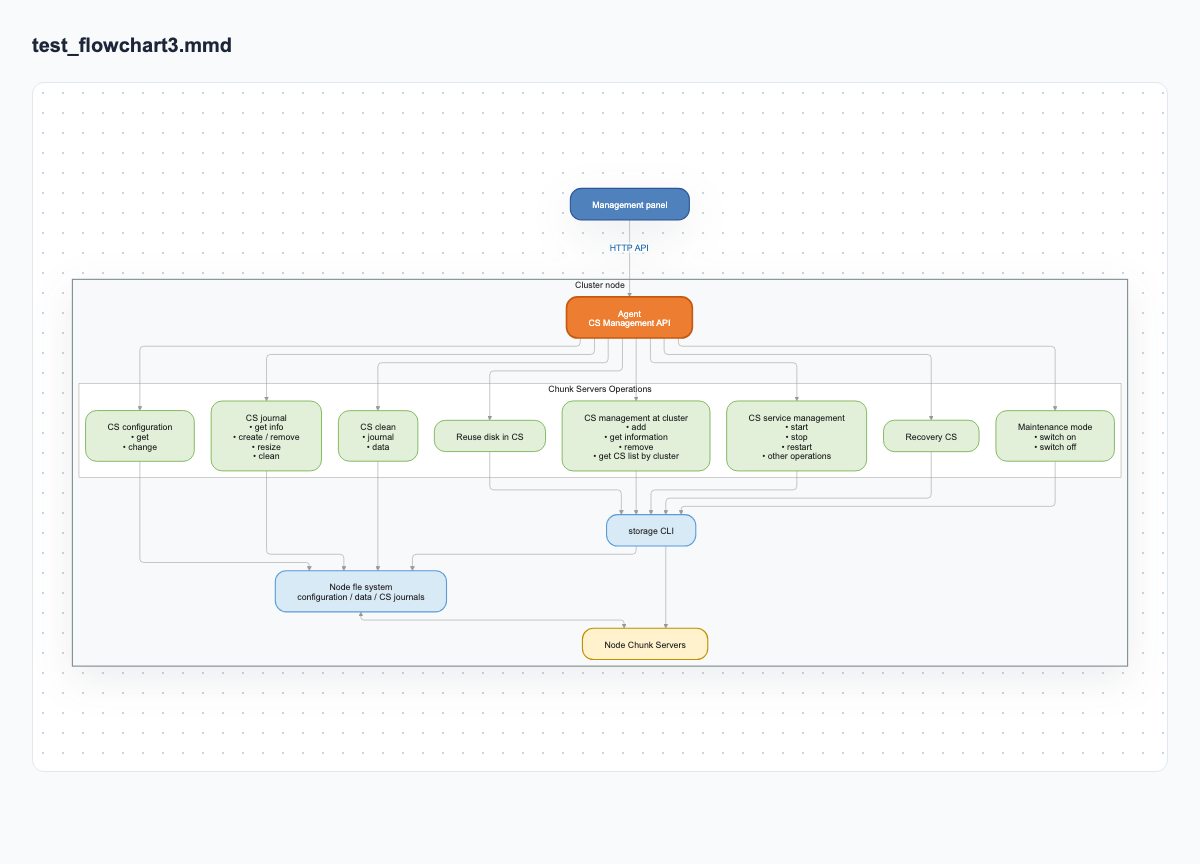 test_flowchart3.mmd
Management panel
HTTP API
Cluster node
Agent
CS Management API
Chunk Servers Operations
CS configuration
• get
• change
CS journal
• get info
• create / remove
• resize
• clean
CS clean
• journal
• data
Reuse disk in CS
CS management at cluster
• add
• get information
• remove
• get CS list by cluster
CS service management
• start
• stop
• restart
• other operations
Recovery CS
Maintenance mode
• switch on
• switch off
storage CLI
Node fle system
configuration / data / CS journals
Node Chunk Servers